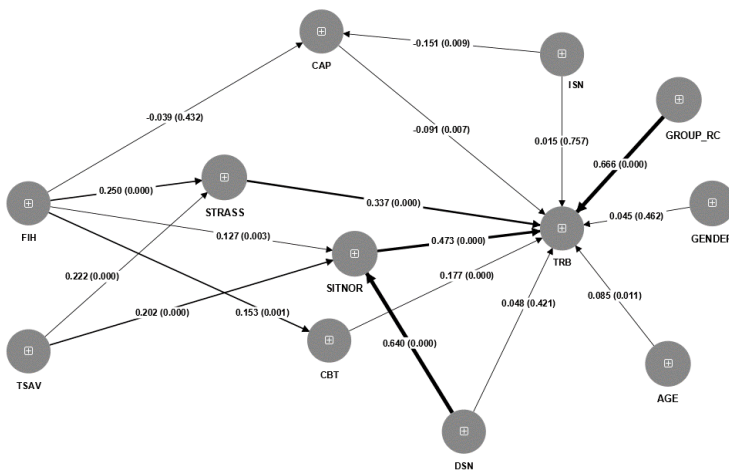 CAP
-0.151 (0.009)
ISN
GROUP_RC
-0.039 (0.432)
-0.091 (0.007)
0.015 (0.757)
0.666 (0.000)
0.250 (0.000)
STRASS
0.337 (0.000)
FIH
0.127 (0.003)
0.045 (0.462)
GENDER
0.473 (0.000)
TRB
0.222 (0.000)
SITNOR
0.177 (0.000)
0.202 (0.000)
0.153 (0.001)
0.048 (0.421)
0.085 (0.011)
0.640 (0.000)
TSAV
CBT
AGE
DSN